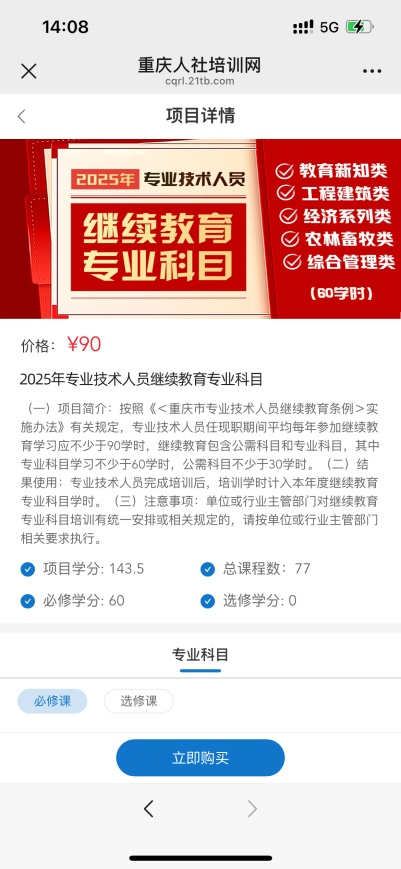 14:08
5G
重庆人社培训网
cqrl.21tb.com
项目详情
2025年 专业技术人员
继续教育
专业科目
教育新知类
工程建筑类
经济系列类
农林畜牧类
综合管理类
（60学时）
价格：¥90
2025年专业技术人员继续教育专业科目
（一）项目简介：按照《＜重庆市专业技术人员继续教育条例＞实
施办法》有关规定，专业技术人员任现职期间平均每年参加继续教
育学习应不少于90学时，继续教育包含公需科目和专业科目，其中
专业科目学习不少于60学时，公需科目不少于30学时。（二）结
果使用：专业技术人员完成培训后，培训学时计入本年度继续教育
专业科目学时。（三）注意事项：单位或行业主管部门对继续教育
专业科目培训有统一安排或相关规定的，请按单位或行业主管部门
相关要求执行。
项目学分: 143.5
总课程数：77
必修学分: 60
选修学分: 0
专业科目
必修课
选修课
立即购买